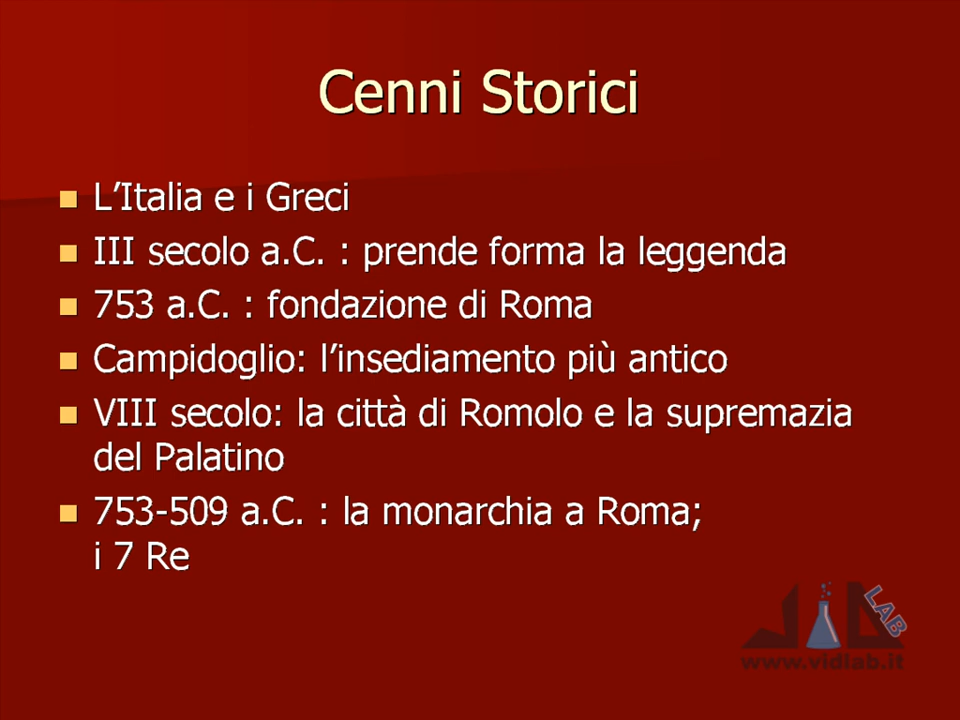 Cenni Storici
L’Italia e i Greci
III secolo a.C. : prende forma la leggenda
753 a.C. : fondazione di Roma
Campidoglio: l’insediamento più antico
VIII secolo: la città di Romolo e la supremazia
del Palatino
753-509 a.C. : la monarchia a Roma;
i 7 Re
LAB
www.vidlab.it